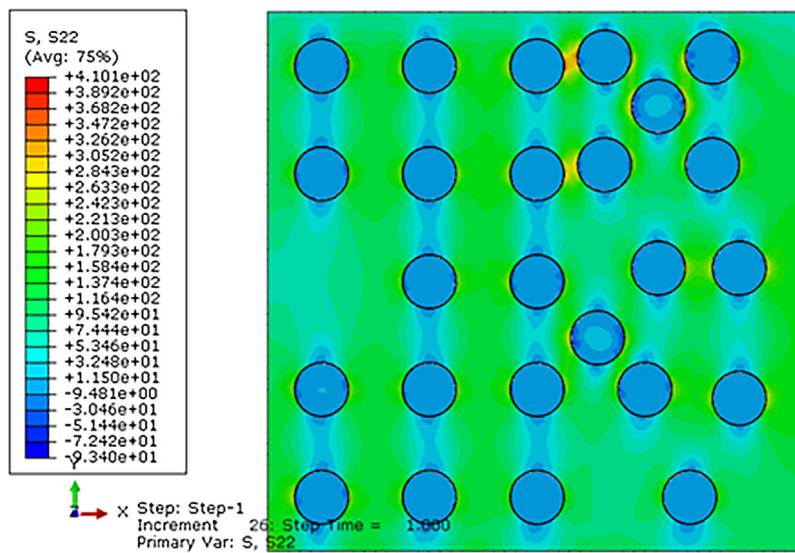 S, S22
(Avg: 75%)
+4.101e+02
+3.892e+02
+3.682e+02
+3.472e+02
+3.262e+02
+3.052e+02
+2.843e+02
+2.633e+02
+2.423e+02
+2.213e+02
+2.003e+02
+1.793e+02
+1.584e+02
+1.374e+02
+1.164e+02
+9.542e+01
+7.444e+01
+5.346e+01
+3.248e+01
+1.150e+01
-9.481e+00
-3.046e+01
-5.144e+01
-7.242e+01
-9.340e+01
Y
X
Step: Step-1
Increment 26: Step Time = 1.000
Primary Var: S, S22